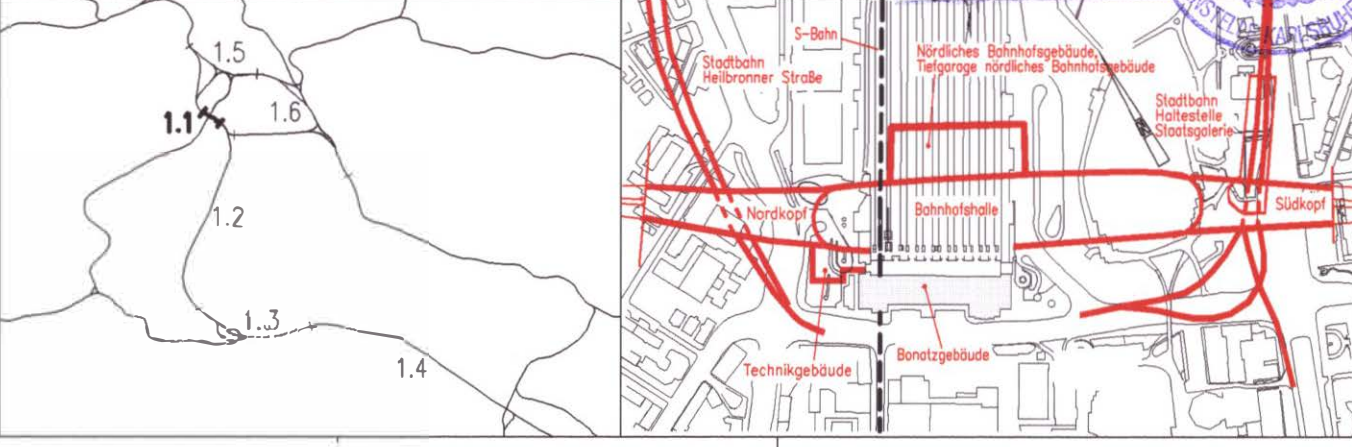 1.5
1.6
1.1
1.2
1.3
1.4
S-Bahn
Stadtbahn
Heilbronner Straße
Nördliches Bahnhofsgebäude,
Tiefgarage nördliches Bahnhofsgebäude
Stadtbahn
Haltestelle
Staatsgalerie
Nordkopf
Bahnhofshalle
Südkopf
Technikgebäude
Bonatzgebäude
KARLSRUHE